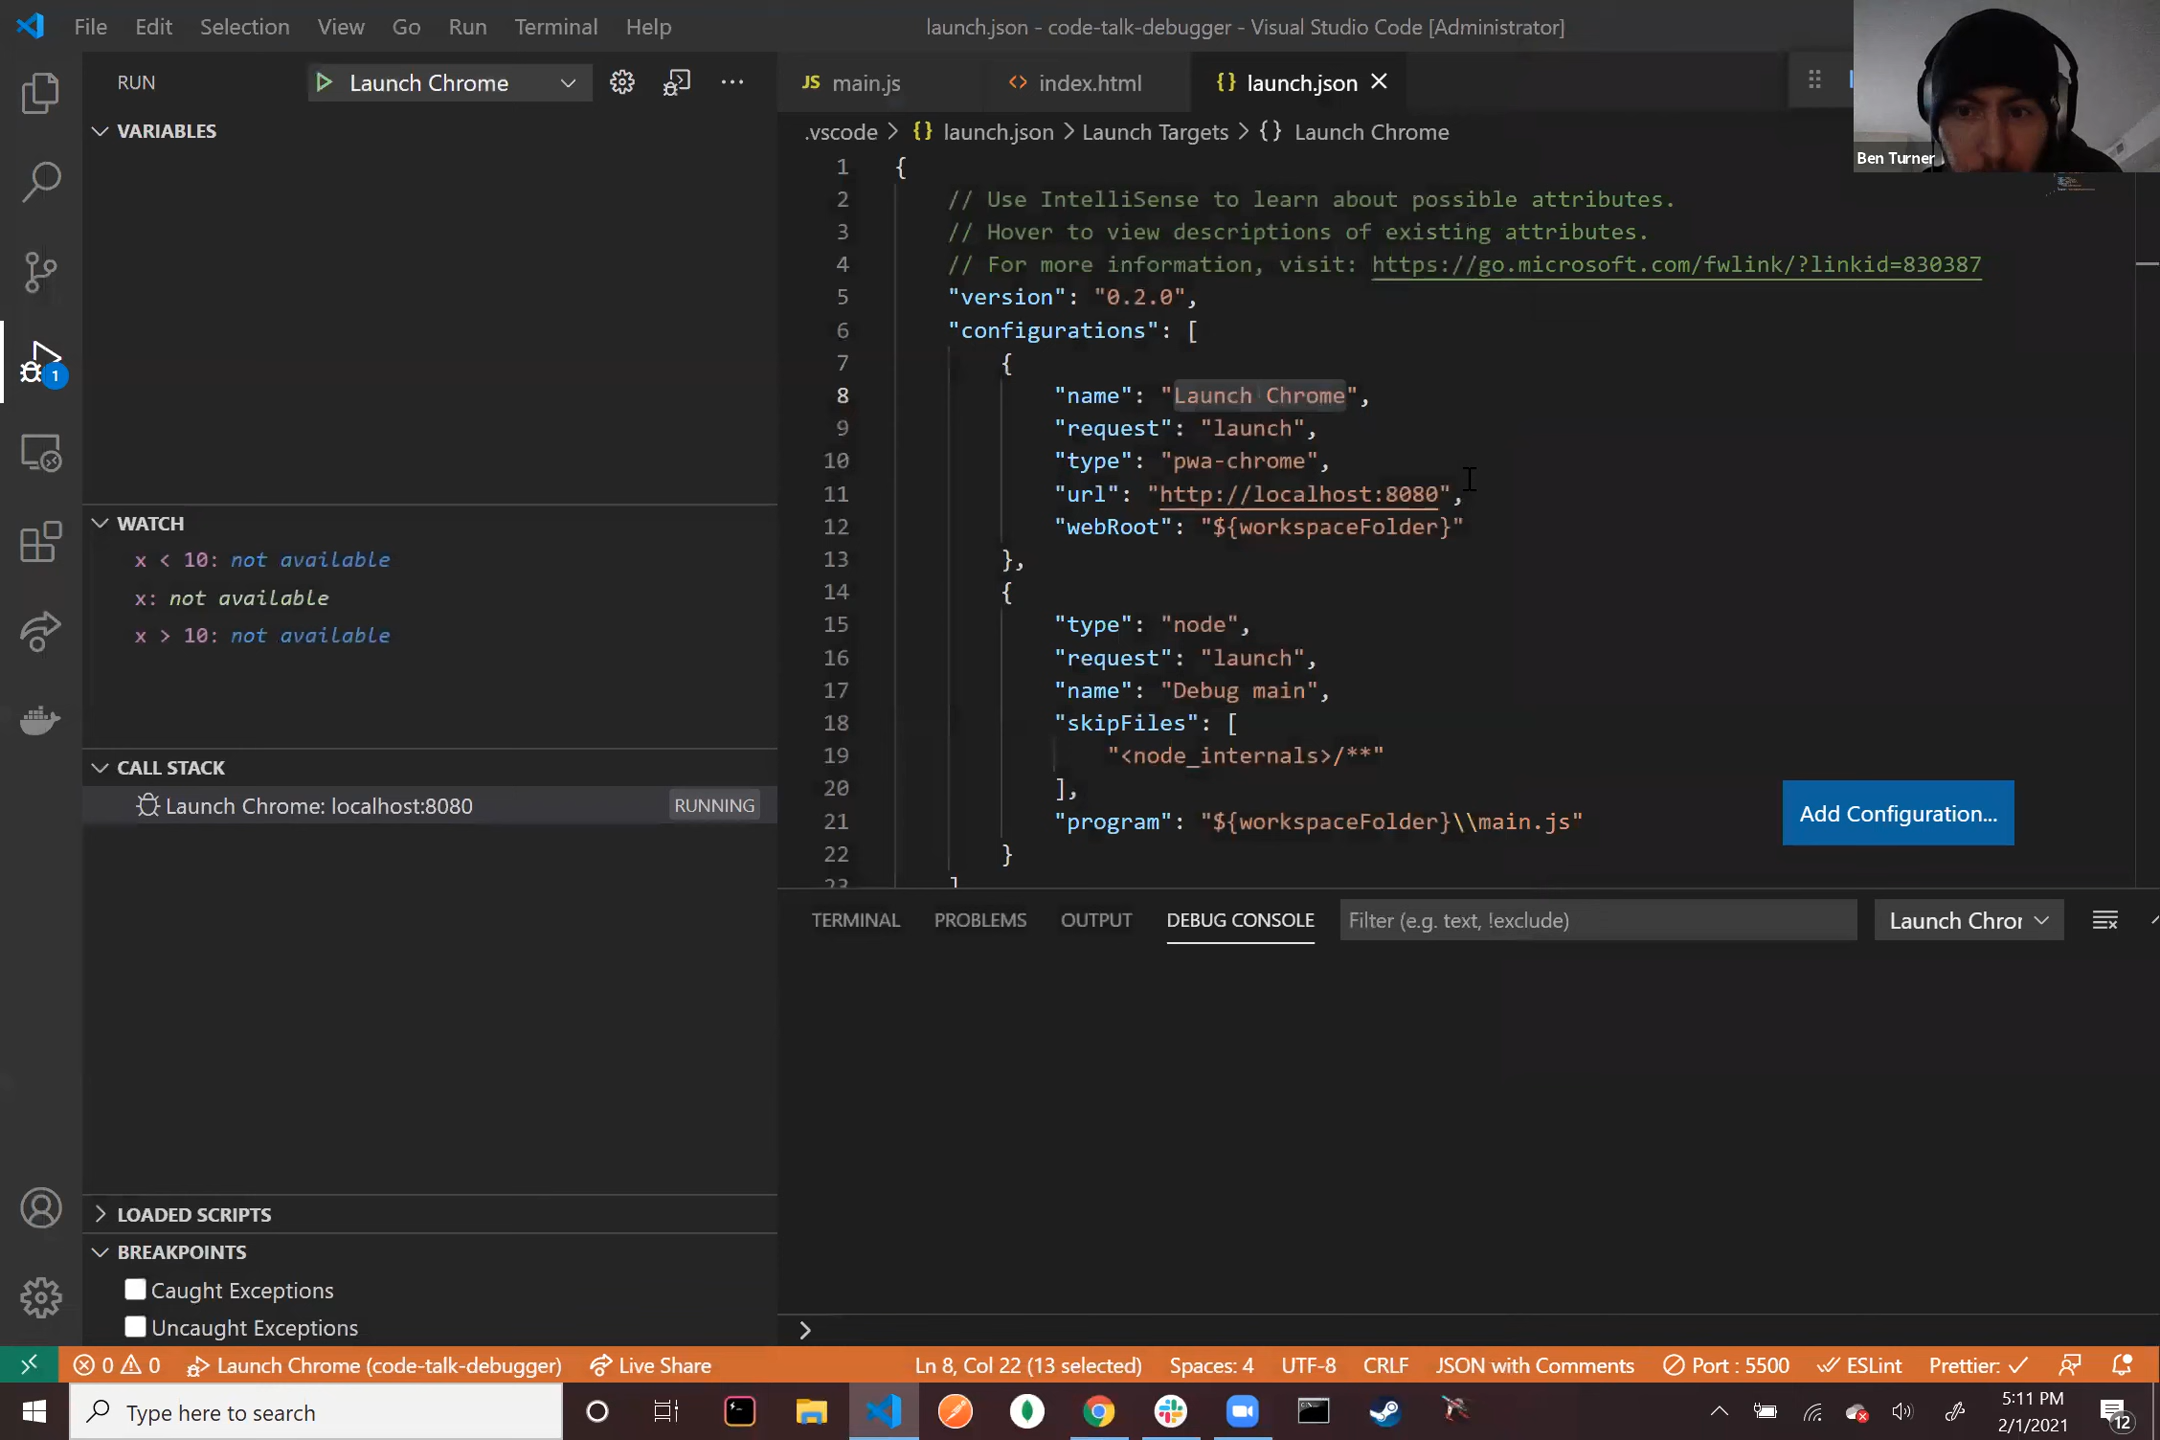 File Edit Selection View Go Run Terminal Help
launch.json - code-talk-debugger - Visual Studio Code [Administrator]
RUN
Launch Chrome
main.js
index.html
launch.json
VARIABLES
.vscode > {} launch.json > Launch Targets > {} Launch Chrome
Ben Turner
1 {
2 // Use IntelliSense to learn about possible attributes.
3 // Hover to view descriptions of existing attributes.
4 // For more information, visit: https://go.microsoft.com/fwlink/?linkid=830387
5 "version": "0.2.0",
6 "configurations": [
7 {
8 "name": "Launch Chrome",
9 "request": "launch",
10 "type": "pwa-chrome",
11 "url": "http://localhost:8080",
12 "webRoot": "${workspaceFolder}"
13 },
14 {
15 "type": "node",
16 "request": "launch",
17 "name": "Debug main",
18 "skipFiles": [
19 "<node_internals>/**"
20 ],
21 "program": "${workspaceFolder}\\main.js"
22 }
23 ]
Add Configuration...
WATCH
x < 10: not available
x: not available
x > 10: not available
CALL STACK
Launch Chrome: localhost:8080 RUNNING
1
TERMINAL PROBLEMS OUTPUT DEBUG CONSOLE
Filter (e.g. text, !exclude)
Launch Chror
LOADED SCRIPTS
BREAKPOINTS
Caught Exceptions
Uncaught Exceptions
0 0 Launch Chrome (code-talk-debugger) Live Share Ln 8, Col 22 (13 selected) Spaces: 4 UTF-8 CRLF JSON with Comments Port : 5500 ESLint Prettier:
Type here to search
5:11 PM
2/1/2021
12